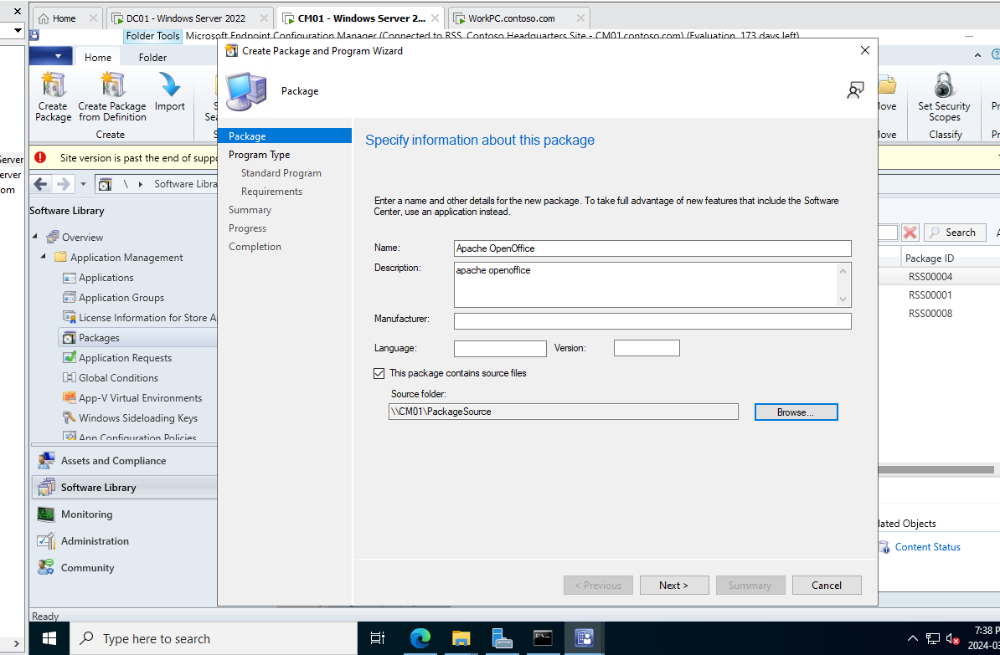 Home
DC01 - Windows Server 2022
CM01 - Windows Server 2...
WorkPC.contoso.com
Folder Tools
Microsoft Endpoint Configuration Manager (Connected to RSS, Contoso Headquarters Site - CM01.contoso.com) (Evaluation, 173 days left)
Home
Folder
Create
Package
Create Package
from Definition
Import
Create
Set Security
Scopes
Classify
Site version is past the end of suppo
\ Software Libra
Software Library
Overview
Application Management
Applications
Application Groups
License Information for Store A
Packages
Application Requests
Global Conditions
App-V Virtual Environments
Windows Sideloading Keys
App Configuration Policies
Assets and Compliance
Software Library
Monitoring
Administration
Community
Ready
Create Package and Program Wizard
Package
Package
Program Type
Standard Program
Requirements
Summary
Progress
Completion
Specify information about this package
Enter a name and other details for the new package. To take full advantage of new features that include the Software
Center, use an application instead.
Name:
Apache OpenOffice
Description:
apache openoffice
Manufacturer:
Language:
Version:
This package contains source files
Source folder:
\\CM01\PackageSource
Browse...
< Previous
Next >
Summary
Cancel
Search
Package ID
RSS00004
RSS00001
RSS00008
lated Objects
Content Status
Type here to search
7:38 P
2024-03